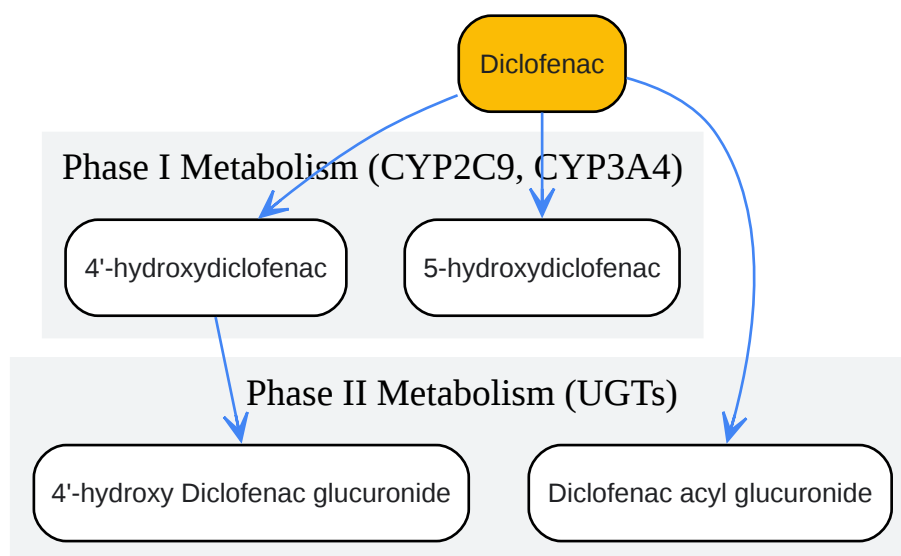 Diclofenac
Phase I Metabolism (CYP2C9, CYP3A4)
4'-hydroxydiclofenac
5-hydroxydiclofenac
Phase II Metabolism (UGTs)
4'-hydroxy Diclofenac glucuronide
Diclofenac acyl glucuronide